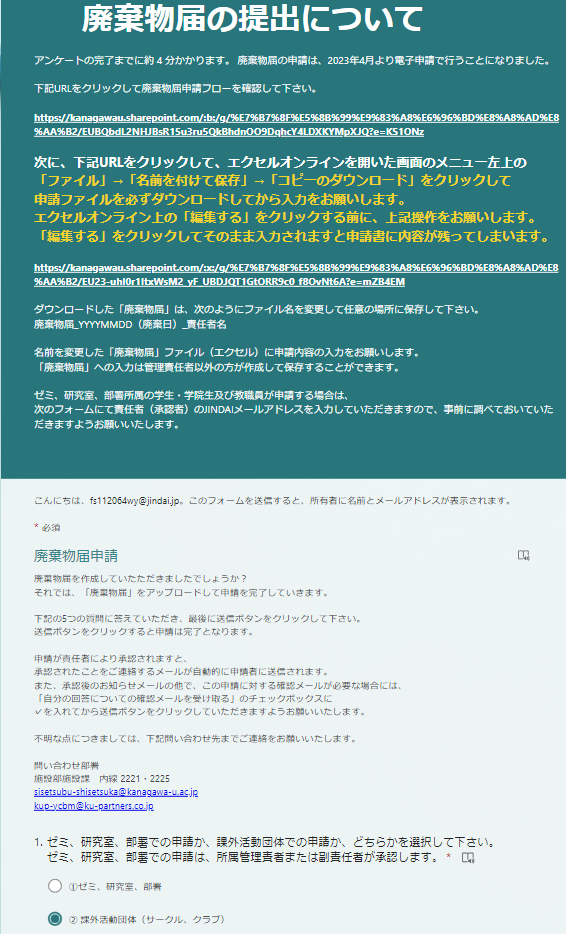 廃棄物届の提出について
アンケートの完了までに約 4 分かかります。 廃棄物届の申請は、2023年4月より電子申請で行うことになりました。
下記URLをクリックして廃棄物届申請フローを確認して下さい。
https://kanagawau.sharepoint.com/:b:/g/%E7%B7%8F%E5%8B%99%E9%83%A8%E6%96%BD%E8%A8%AD%E8
%AA%B2/EUBQbdL2NHJBsR15u3ru5QkBhdnOO9DqhcY4LDXKYMpXJQ?e=KS1ONz
次に、下記URLをクリックして、エクセルオンラインを開いた画面のメニュー左上の
「ファイル」→「名前を付けて保存」→「コピーのダウンロード」をクリックして
申請ファイルを必ずダウンロードしてから入力をお願いします。
エクセルオンライン上の「編集する」をクリックする前に、上記操作をお願いします。
「編集する」をクリックしてそのまま入力されますと申請書に内容が残ってしまいます。
https://kanagawau.sharepoint.com/:x:/g/%E7%B7%8F%E5%8B%99%E9%83%A8%E6%96%BD%E8%A8%AD%E8
%AA%B2/EU23-uhI0r1ItxWsM2_yF_UBDJQT1GtORR9c0_f8OvNt6A?e=mZB4EM
ダウンロードした「廃棄物届」は、次のようにファイル名を変更して任意の場所に保存して下さい。
廃棄物届_YYYYMMDD（廃棄日）_責任者名
名前を変更した「廃棄物届」ファイル（エクセル）に申請内容の入力をお願いします。
「廃棄物届」への入力は管理責任者以外の方が作成して保存することができます。
ゼミ、研究室、部署所属の学生・学院生及び教職員が申請する場合は、
次のフォームにて責任者（承認者）のJINDAIメールアドレスを入力していただきますので、事前に調べておいていた
だきますようお願いいたします。
こんにちは、fs112064wy@jindai.jp。このフォームを送信すると、所有者に名前とメールアドレスが表示されます。
* 必須
廃棄物届申請
廃棄物届を作成していたただきましたでしょうか？
それでは、「廃棄物届」をアップロードして申請を完了していきます。
下記の5つの質問に答えていただき、最後に送信ボタンをクリックして下さい。
送信ボタンをクリックすると申請は完了となります。
申請が責任者により承認されますと、
承認されたことをご連絡するメールが自動的に申請者に送信されます。
また、承認後のお知らせメールの他で、この申請に対する確認メールが必要な場合には、
「自分の回答についての確認メールを受け取る」のチェックボックスに
✓を入れてから送信ボタンをクリックしていただきますようお願いいたします。
不明な点につきましては、下記問い合わせ先までご連絡をお願いいたします。
問い合わせ部署
施設部施設課　内線 2221・2225
sisetsubu-shisetsuka@kanagawa-u.ac.jp
kup-ycbm@ku-partners.co.jp
1. ゼミ、研究室、部署での申請か、課外活動団体での申請か、どちらかを選択して下さい。
ゼミ、研究室、部署での申請は、所属管理責者または副責任者が承認します。 *
①ゼミ、研究室、部署
② 課外活動団体（サークル、クラブ）